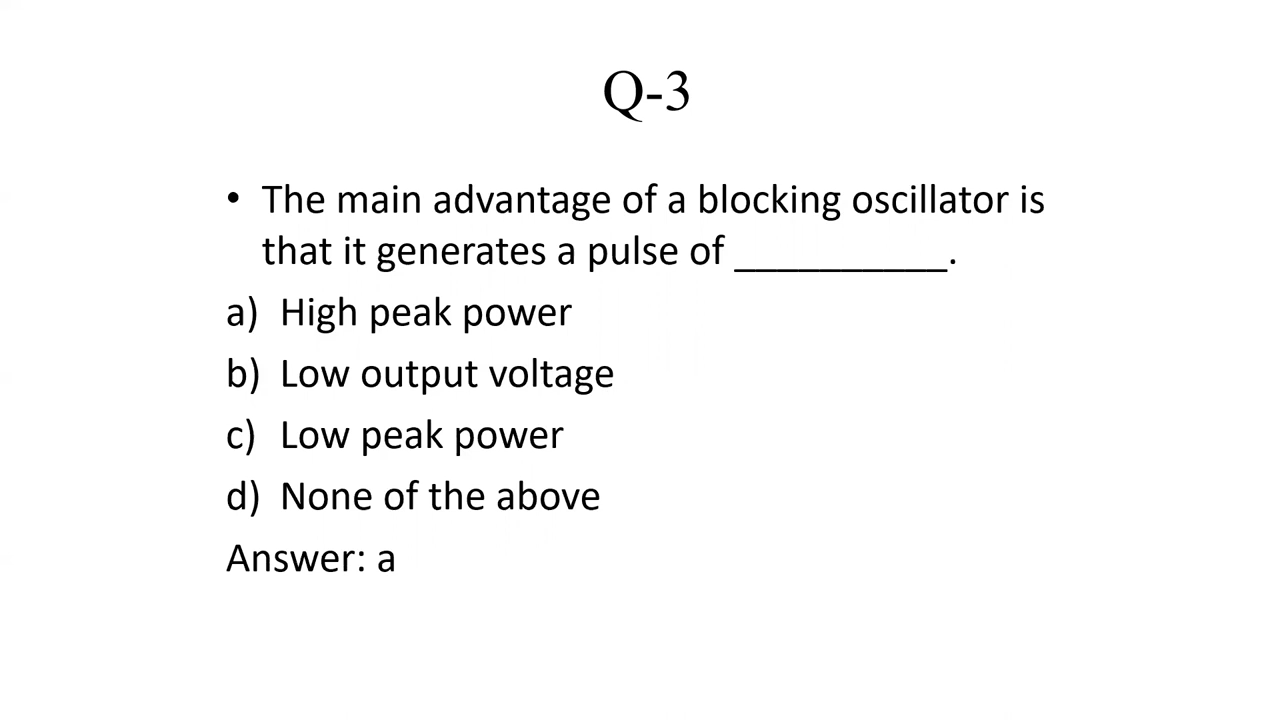 Q-3
• The main advantage of a blocking oscillator is
that it generates a pulse of __________.
a) High peak power
b) Low output voltage
c) Low peak power
d) None of the above
Answer: a